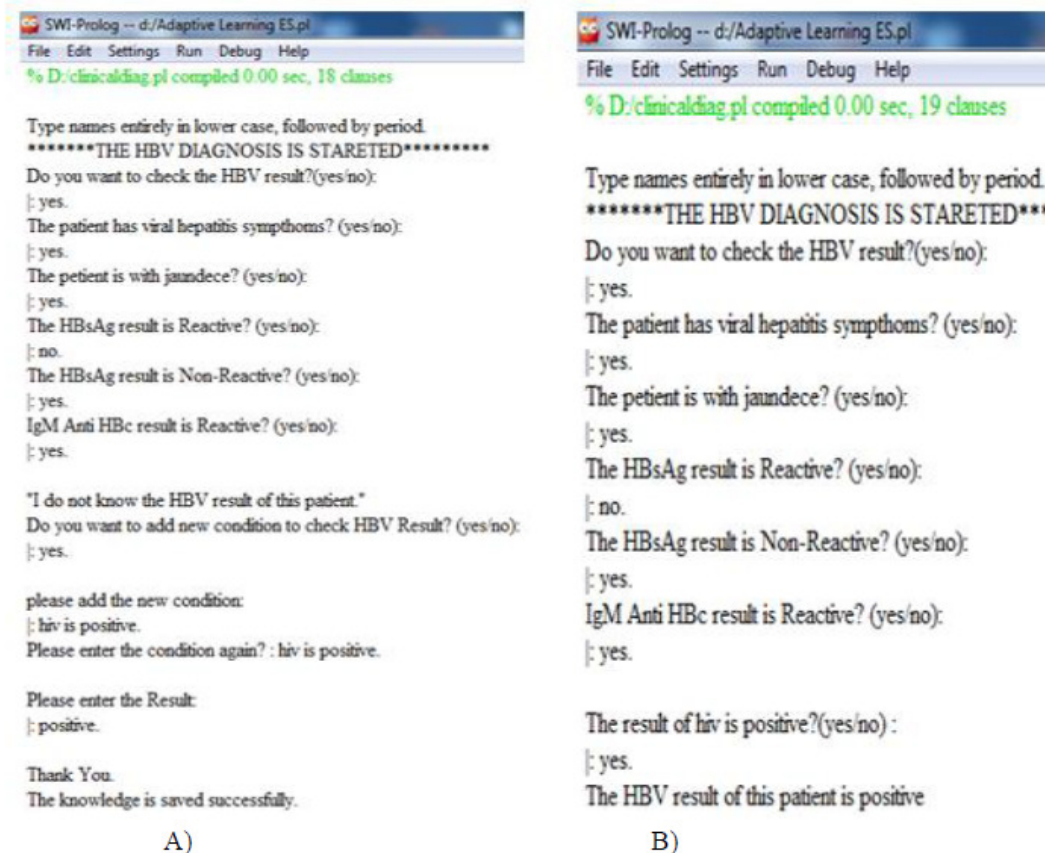 SWI-Prolog -- d:/Adaptive Learning ES.pl
File Edit Settings Run Debug Help
% D:/clinicaldiag.pl compiled 0.00 sec, 18 clauses
Type names entirely in lower case, followed by period.
*******THE HBV DIAGNOSIS IS STARETED*********
Do you want to check the HBV result?(yes/no):
|: yes.
The patient has viral hepatitis sympthoms? (yes/no):
|: yes.
The petient is with jaundece? (yes/no):
|: yes.
The HBsAg result is Reactive? (yes/no):
|: no.
The HBsAg result is Non-Reactive? (yes/no):
|: yes.
IgM Anti HBc result is Reactive? (yes/no):
|: yes.
"I do not know the HBV result of this patient."
Do you want to add new condition to check HBV Result? (yes/no):
|: yes.
please add the new condition:
|: hiv is positive.
Please enter the condition again? : hiv is positive.
Please enter the Result:
|: positive.
Thank You.
The knowledge is saved successfully.
A)
SWI-Prolog -- d:/Adaptive Learning ES.pl
File Edit Settings Run Debug Help
% D:/clinicaldiag.pl compiled 0.00 sec, 19 clauses
Type names entirely in lower case, followed by period.
*******THE HBV DIAGNOSIS IS STARETED***
Do you want to check the HBV result?(yes/no):
|: yes.
The patient has viral hepatitis sympthoms? (yes/no):
|: yes.
The petient is with jaundece? (yes/no):
|: yes.
The HBsAg result is Reactive? (yes/no):
|: no.
The HBsAg result is Non-Reactive? (yes/no):
|: yes.
IgM Anti HBc result is Reactive? (yes/no):
|: yes.
The result of hiv is positive?(yes/no) :
|: yes.
The HBV result of this patient is positive
B)